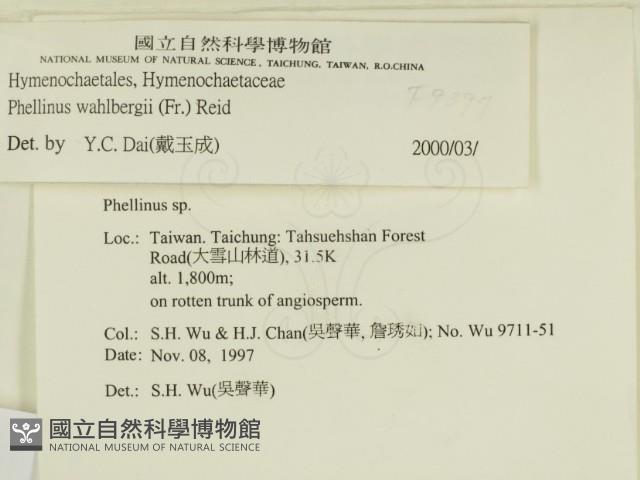 國立自然科學博物館
NATIONAL MUSEUM OF NATURAL SCIENCE, TAICHUNG, TAIWAN, R.O.CHINA
Hymenochaetales, Hymenochaetaceae
Phellinus wahlbergii (Fr.) Reid
Det. by Y.C. Dai(戴玉成) 2000/03/
Phellinus sp.
Loc.: Taiwan. Taichung: Tahsuehshan Forest
Road(大雪山林道), 31.5K
alt. 1,800m;
on rotten trunk of angiosperm.
Col.: S.H. Wu & H.J. Chan(吳聲華, 詹琇如); No. Wu 9711-51
Date: Nov. 08, 1997
Det.: S.H. Wu(吳聲華)
國立自然科學博物館
NATIONAL MUSEUM OF NATURAL SCIENCE